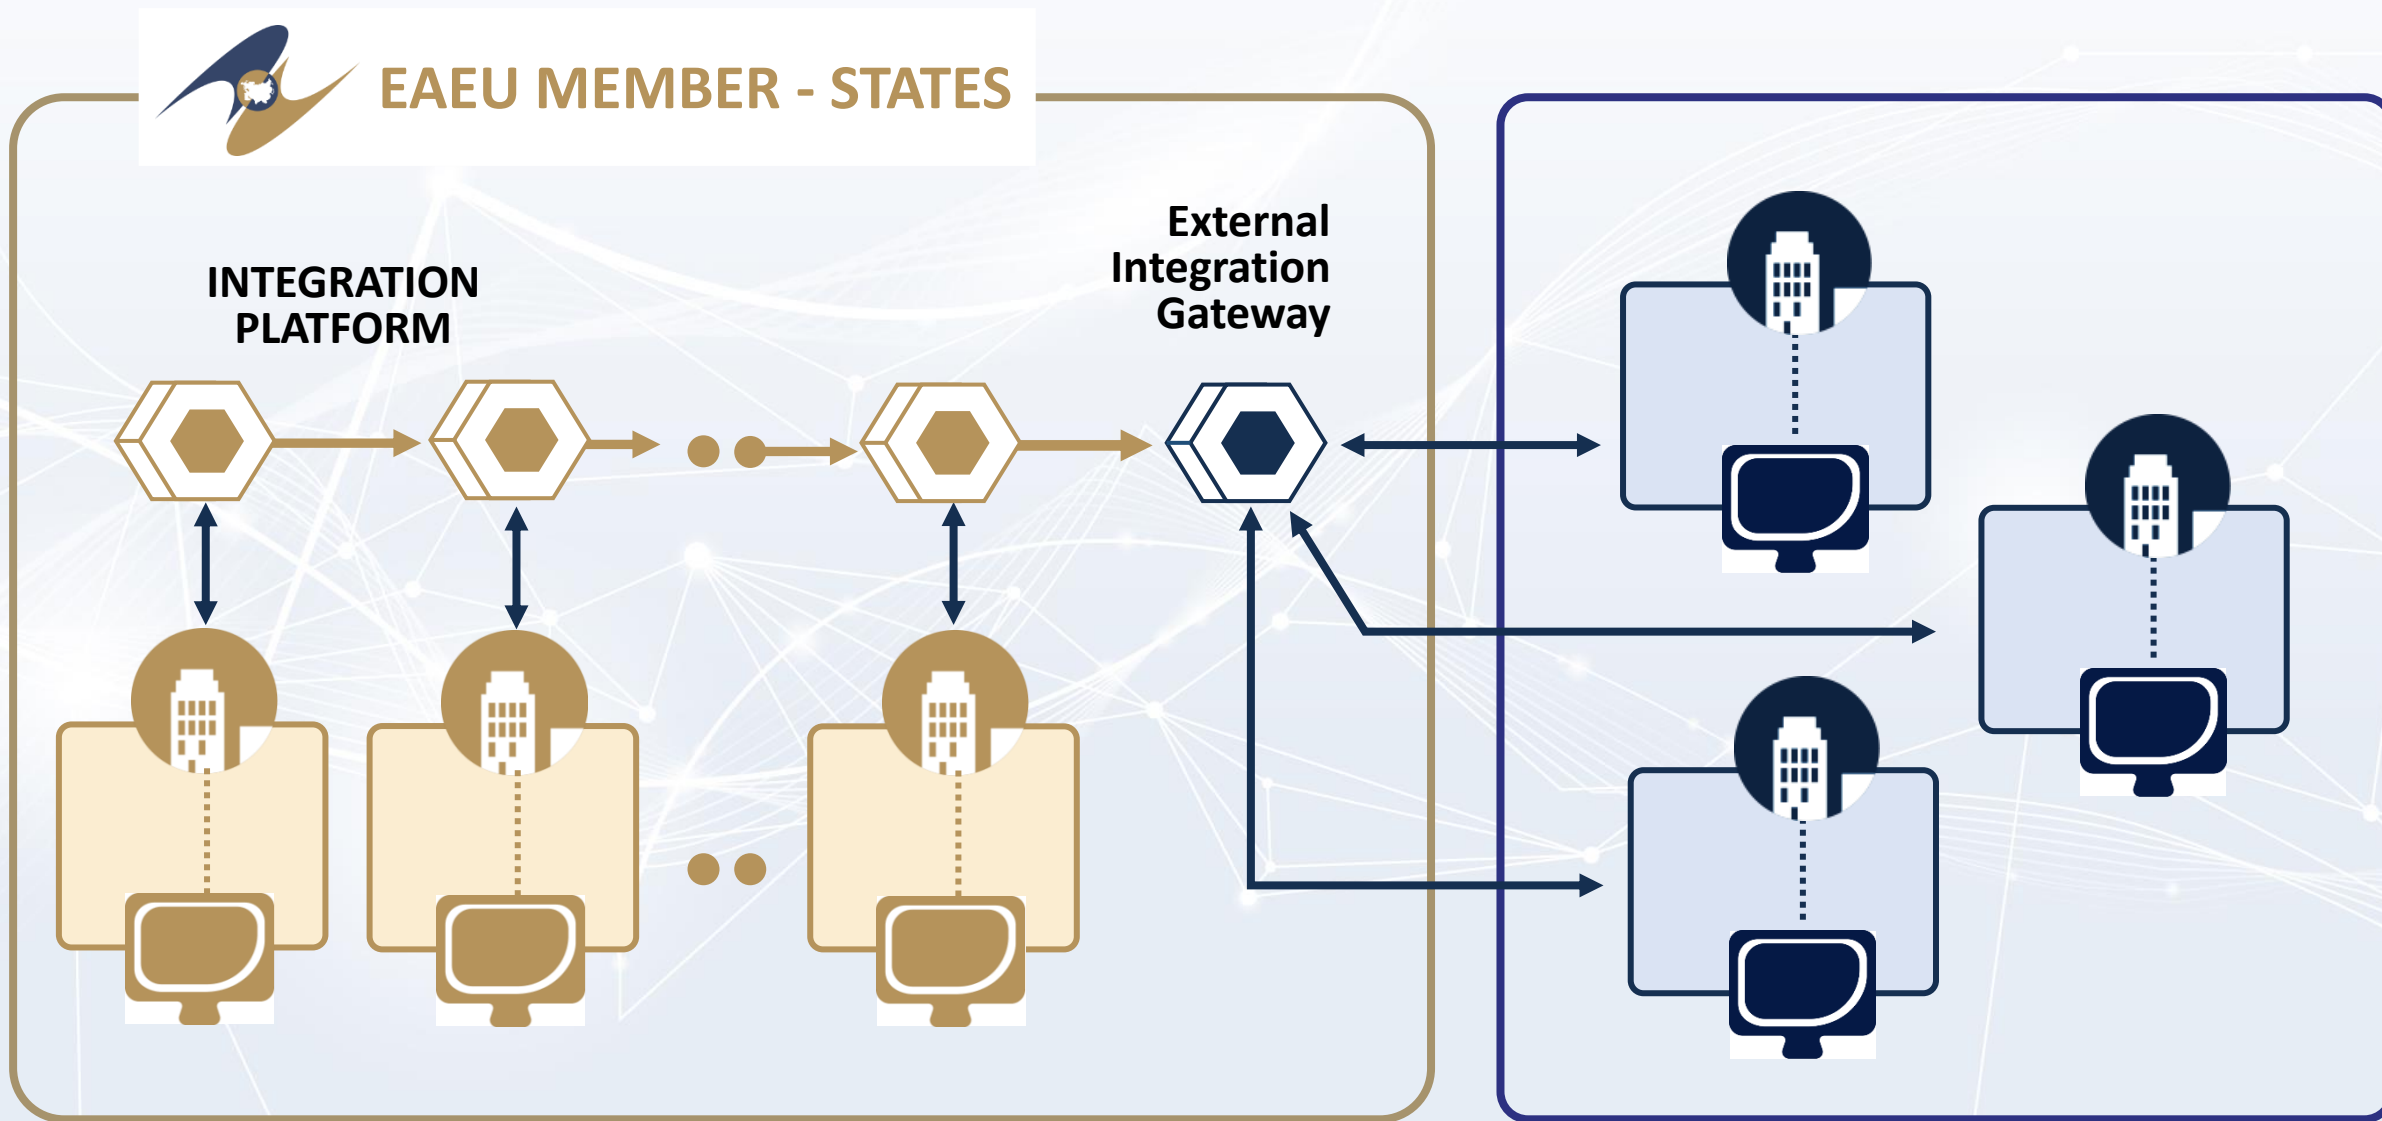 EAEU MEMBER - STATES
INTEGRATION
PLATFORM
External
Integration
Gateway